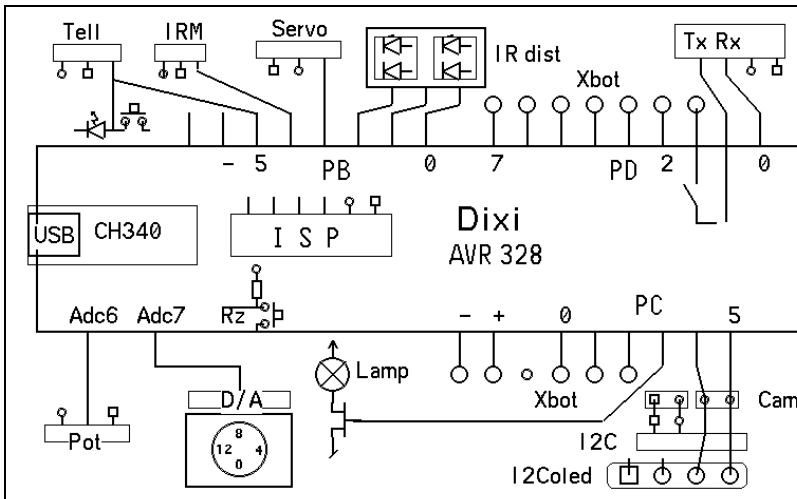 Tell IRM Servo IR dist Xbot Tx Rx
- 5 PB 0 7 PD 2 0
USB CH340
I S P
Dixi
AVR 328
Adc6 Adc7 Rz - + 0 PC 5
Lamp
D/A Xbot Cam
Pot
8
12 4
0
I2C
I2Coled